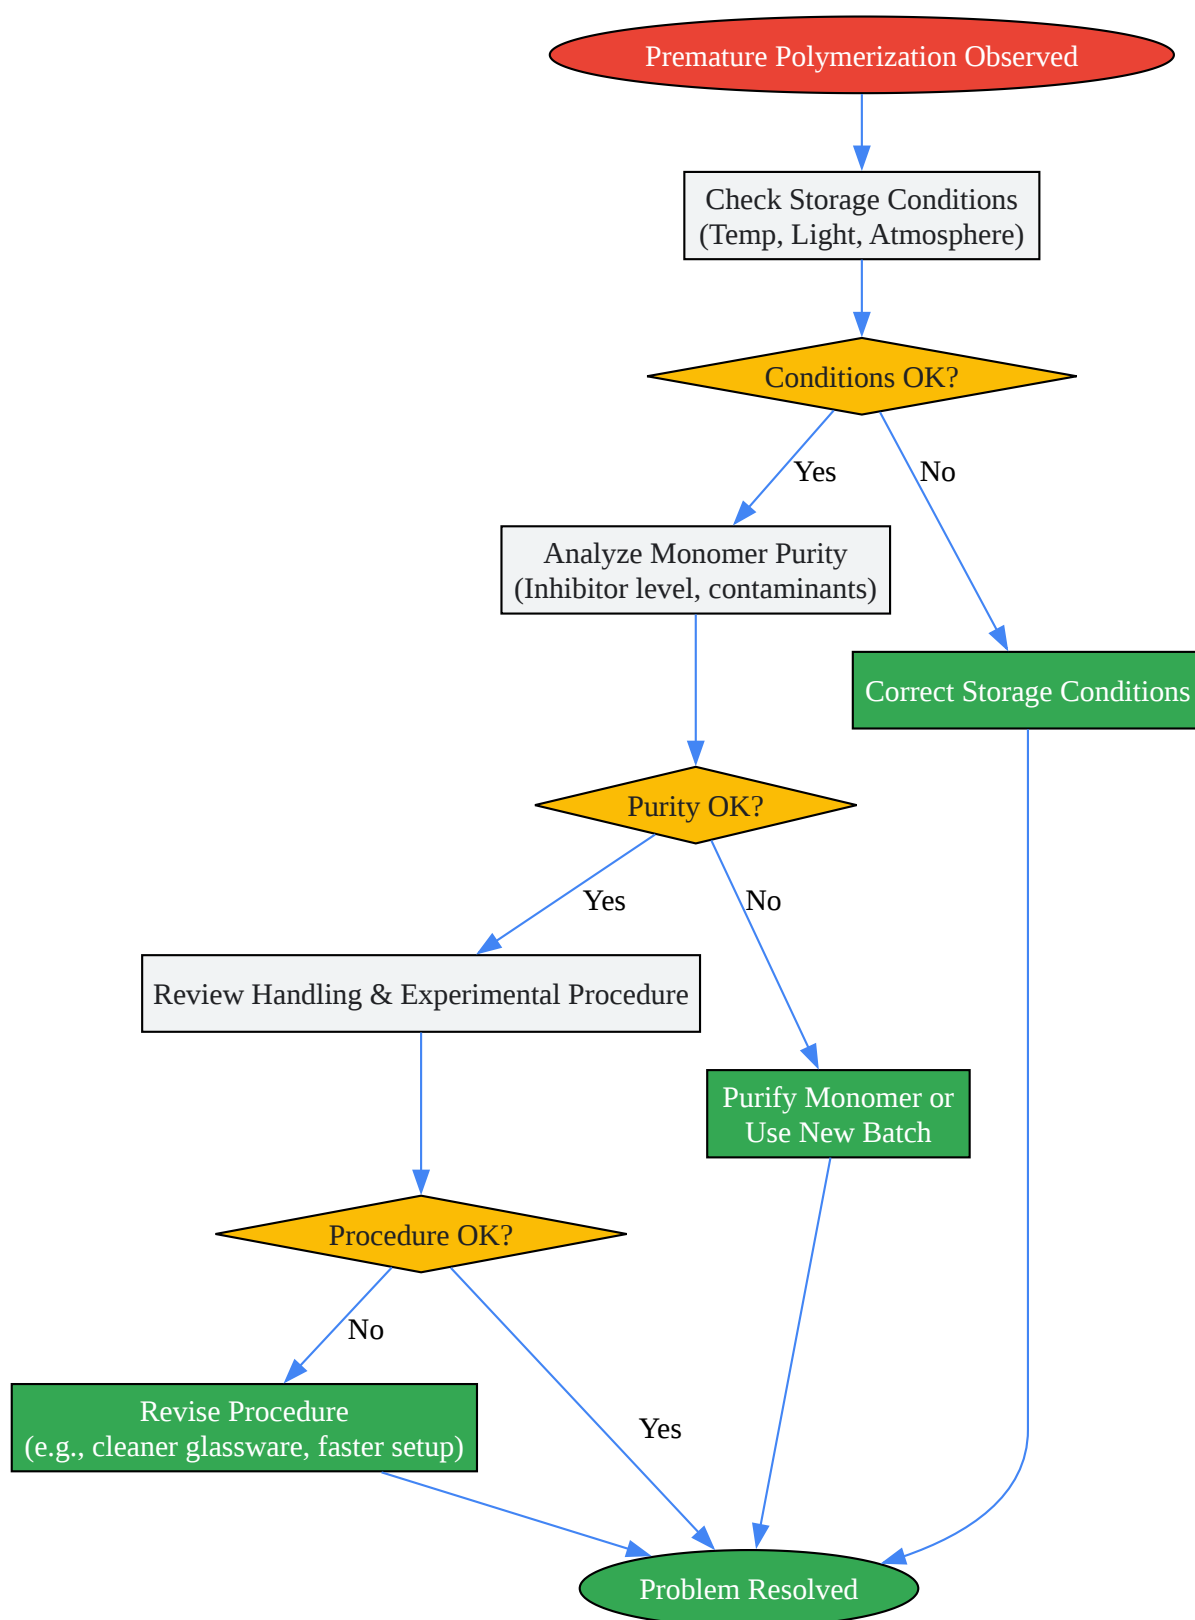 Premature Polymerization Observed
Check Storage Conditions
(Temp, Light, Atmosphere)
Conditions OK?
Yes
No
Analyze Monomer Purity
(Inhibitor level, contaminants)
Correct Storage Conditions
Purity OK?
Yes
No
Review Handling & Experimental Procedure
Purify Monomer or
Use New Batch
Procedure OK?
No
Revise Procedure
(e.g., cleaner glassware, faster setup)
Yes
Problem Resolved